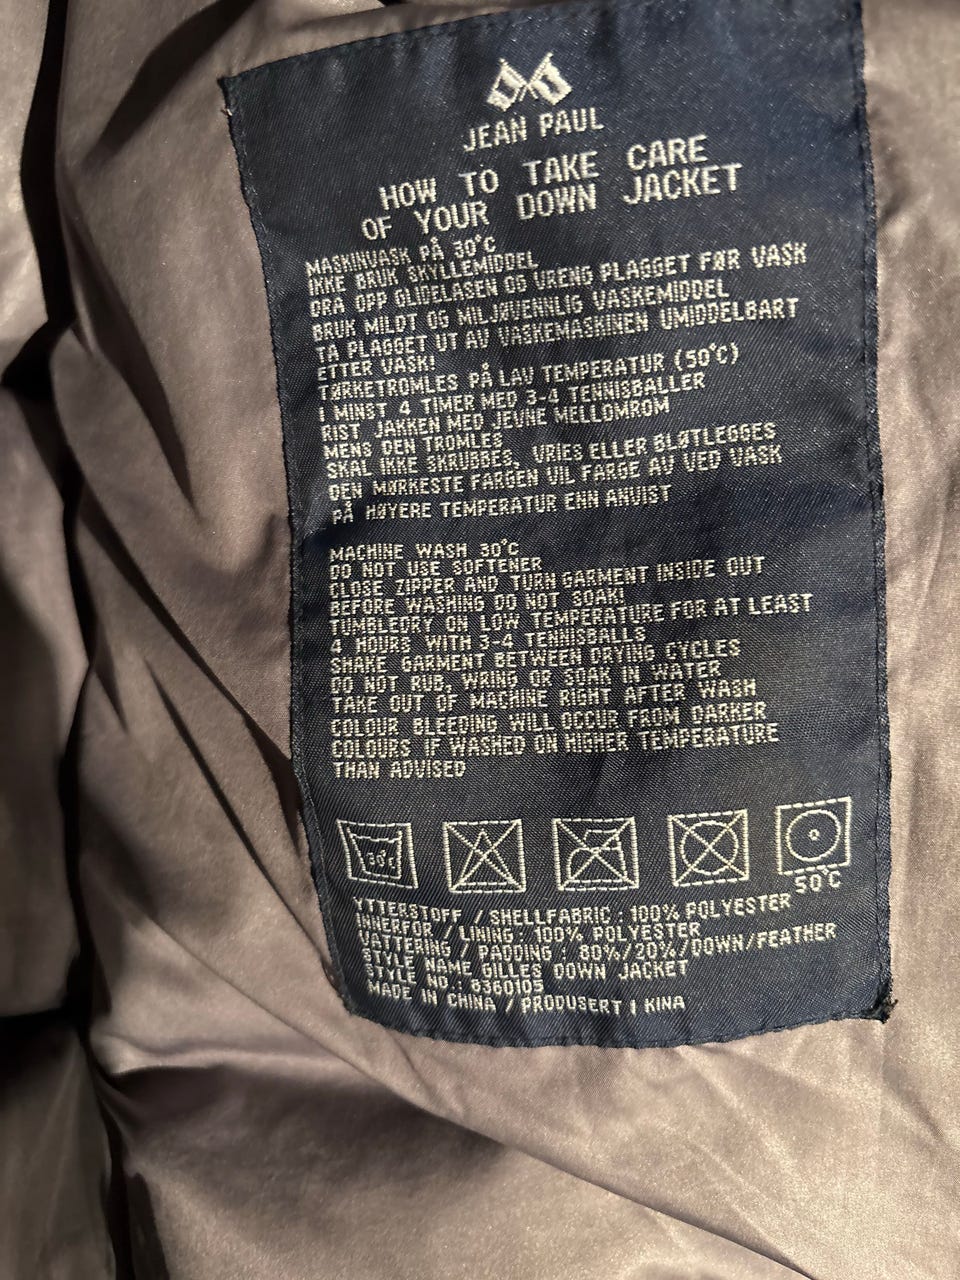 JEAN PAUL
HOW TO TAKE CARE
OF YOUR DOWN JACKET
MASKINVASK PÅ 30°C
IKKE BRUK SKYLLEMIDDEL
DRA OPP GLIDELÅSEN OG VRENG PLAGGET FØR VASK
BRUK MILDT OG MILJØVENNLIG VASKEMIDDEL
TA PLAGGET UT AV VASKEMASKINEN UMIDDELBART
ETTER VASK!
TØRKETROMLES PÅ LAV TEMPERATUR (50°C)
I MINST 4 TIMER MED 3-4 TENNISBALLER
RIST JAKKEN MED JEVNE MELLOMROM
MENS DEN TROMLES
SKAL IKKE SKRUBBES, VRIES ELLER BLØTLEGGES
DEN MØRKESTE FARGEN VIL FARGE AV VED VASK
PÅ HØYERE TEMPERATUR ENN ANVIST
MACHINE WASH 30°C
DO NOT USE SOFTENER
CLOSE ZIPPER AND TURN GARMENT INSIDE OUT
BEFORE WASHING DO NOT SOAK!
TUMBLEDRY ON LOW TEMPERATURE FOR AT LEAST
4 HOURS WITH 3-4 TENNISBALLS
SHAKE GARMENT BETWEEN DRYING CYCLES
DO NOT RUB, WRING OR SOAK IN WATER
TAKE OUT OF MACHINE RIGHT AFTER WASH
COLOUR BLEEDING WILL OCCUR FROM DARKER
COLOURS IF WASHED ON HIGHER TEMPERATURE
THAN ADVISED
30°C
50°C
YTTERSTOFF / SHELLFABRIC : 100% POLYESTER
INNERFOR / LINING : 100% POLYESTER
VATTERING / PADDING : 80%/20%/DOWN/FEATHER
STYLE NAME GILLES DOWN JACKET
STYLE NO.: 8360105
MADE IN CHINA / PRODUSERT I KINA